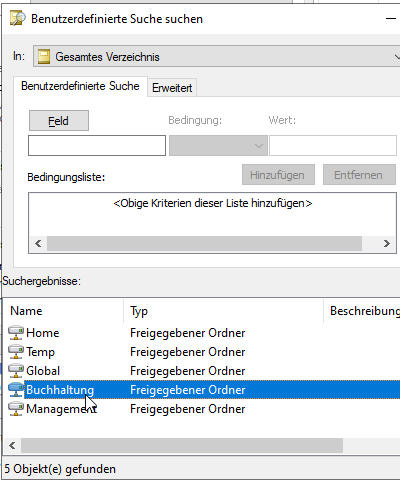 Benutzerdefinierte Suche suchen
In: Gesamtes Verzeichnis
Benutzerdefinierte Suche Erweitert
Feld Bedingung: Wert:
Bedingungsliste: Hinzufügen Entfernen
<Obige Kriterien dieser Liste hinzufügen>
Suchergebnisse:
Name Typ Beschreibung
Home Freigegebener Ordner
Temp Freigegebener Ordner
Global Freigegebener Ordner
Buchhaltung Freigegebener Ordner
Management Freigegebener Ordner
5 Objekt(e) gefunden